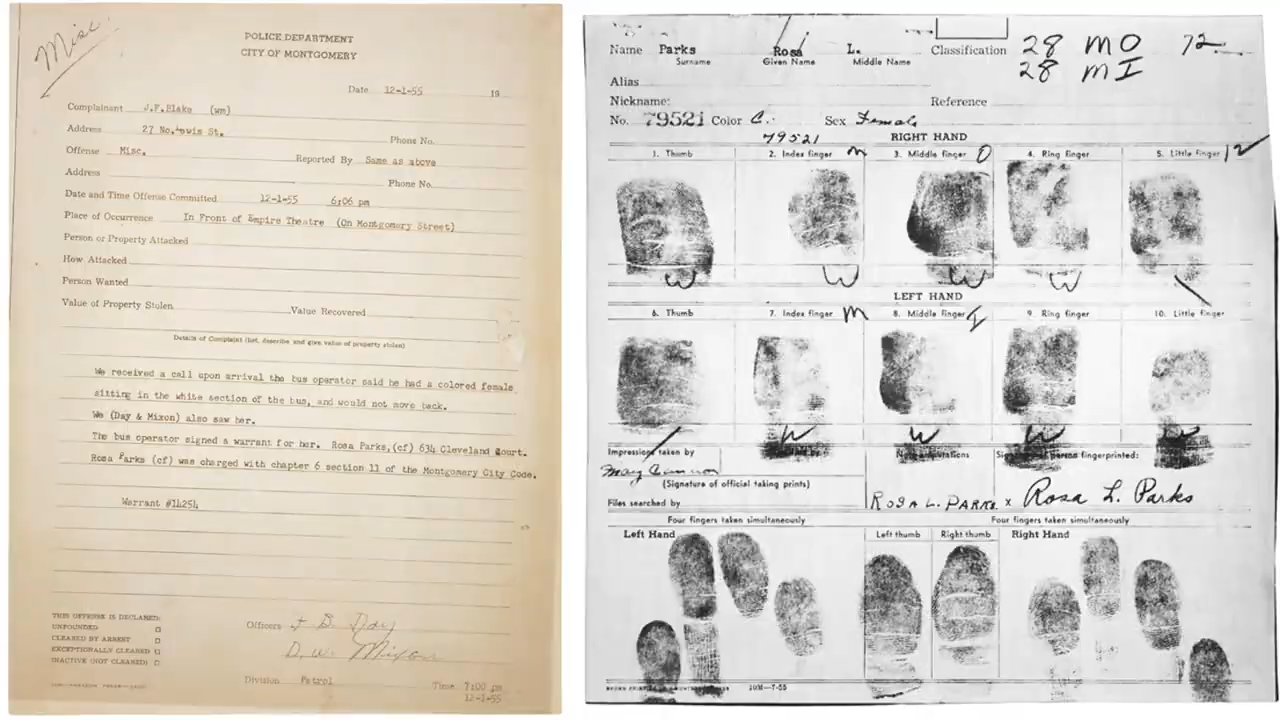 Misc.
POLICE DEPARTMENT
CITY OF MONTGOMERY
Date 12-1-55 19
Complainant J.F.Blake (wm)
Address 27 No.Lewis St. Phone No.
Offense Misc. Reported By Same as above
Address Phone No.
Date and Time Offense Committed 12-1-55 6:06 pm
Place of Occurrence In Front of Empire Theatre (On Montgomery Street)
Person or Property Attacked
How Attacked
Person Wanted
Value of Property Stolen Value Recovered
Details of Complaint (list, describe and give value of property stolen)
We received a call upon arrival the bus operator said he had a colored female
sitting in the white section of the bus, and would not move back.
We (Day & Mixon) also saw her.
The bus operator signed a warrant for her. Rosa Parks,(cf) 634 Cleveland Court.
Rosa Parks (cf) was charged with chapter 6 section 11 of the Montgomery City Code.
Warrant #14254
THIS OFFENSE IS DECLARED:
UNFOUNDED
CLEARED BY ARREST
EXCEPTIONALLY CLEARED
INACTIVE (NOT CLEARED)
Officers F B Day
D. W. Mixon
Division Patrol Time 7:00 pm
12-1-55
Name Parks Rosa L. Classification 28 MO 72
Surname Given Name Middle Name 28 MI
Alias
Nickname: Reference
No. 79521 Color C. Sex Female
79521 RIGHT HAND
1. Thumb 2. Index finger M 3. Middle finger O 4. Ring finger 5. Little finger 12
W W W W
LEFT HAND
6. Thumb 7. Index finger M 8. Middle finger I 9. Ring finger 10. Little finger
W W W
Impressions taken by Signature of person fingerprinted:
(Signature of official taking prints)
Files searched by ROSA L. PARKS. x Rosa L. Parks
Four fingers taken simultaneously Four fingers taken simultaneously
Left Hand Left thumb Right thumb Right Hand
10M—7-55